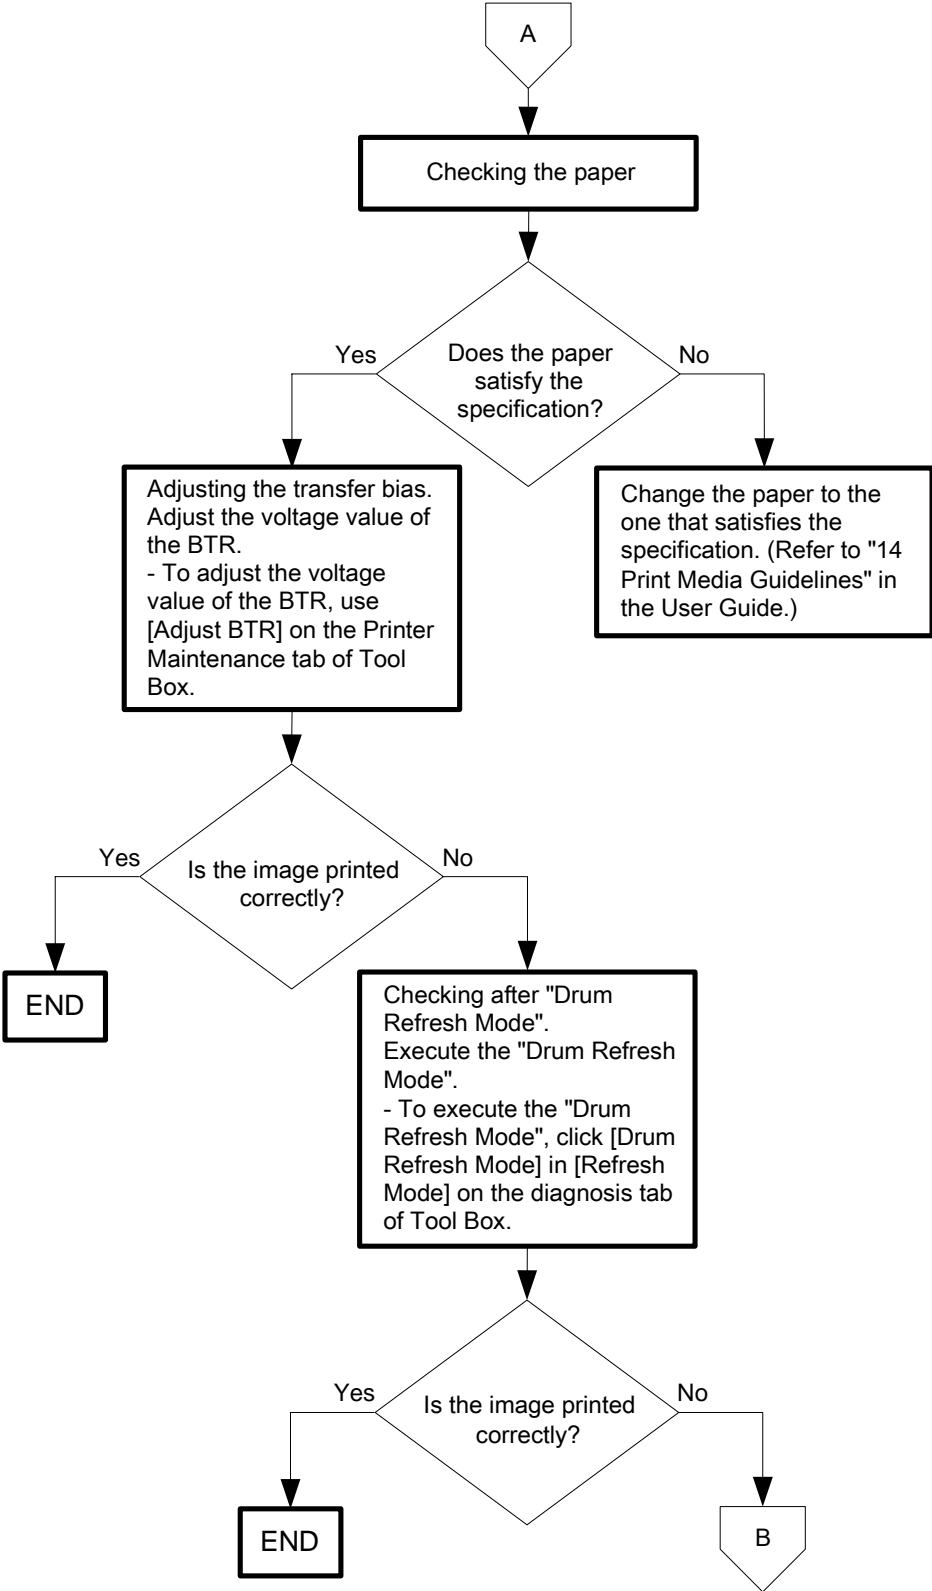 A
Checking the paper
Yes
Does the paper
satisfy the
specification?
No
Adjusting the transfer bias.
Adjust the voltage value of
the BTR.
- To adjust the voltage
value of the BTR, use
[Adjust BTR] on the Printer
Maintenance tab of Tool
Box.
Change the paper to the
one that satisfies the
specification. (Refer to "14
Print Media Guidelines" in
the User Guide.)
Yes
Is the image printed
correctly?
No
END
Checking after "Drum
Refresh Mode".
Execute the "Drum Refresh
Mode".
- To execute the "Drum
Refresh Mode", click [Drum
Refresh Mode] in [Refresh
Mode] on the diagnosis tab
of Tool Box.
Yes
Is the image printed
correctly?
No
END
B